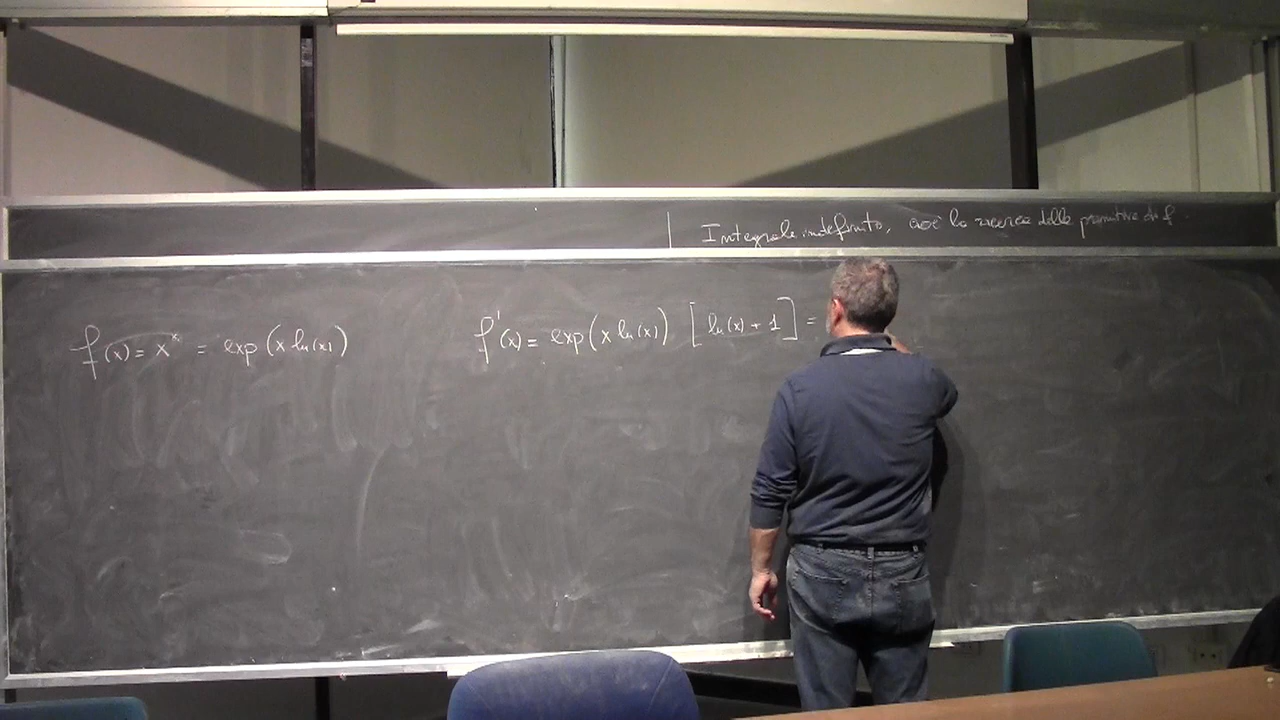 Integrale indefinito, cioè la ricerca delle primitive di f
f(x) = x^x = exp(x ln(x))
f'(x) = exp(x ln(x)) [ln(x) + 1] =